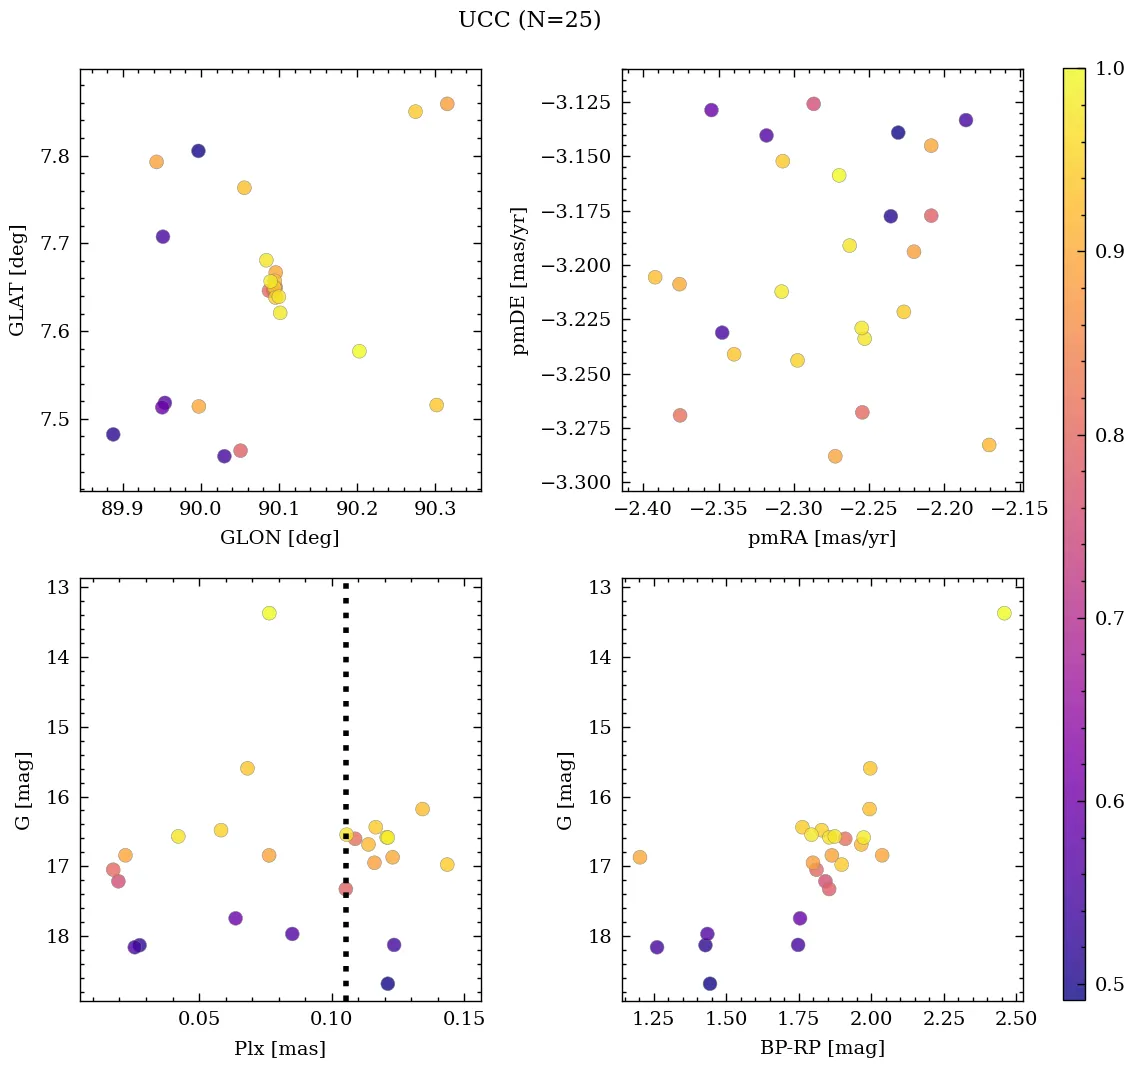 UCC (N=25)
7.8
7.7
7.6
7.5
GLAT [deg]
89.9 90.0 90.1 90.2 90.3
GLON [deg]
−3.125
−3.150
−3.175
−3.200
−3.225
−3.250
−3.275
−3.300
pmDE [mas/yr]
−2.40 −2.35 −2.30 −2.25 −2.20 −2.15
pmRA [mas/yr]
13
14
15
16
17
18
G [mag]
0.05 0.10 0.15
Plx [mas]
13
14
15
16
17
18
G [mag]
1.25 1.50 1.75 2.00 2.25 2.50
BP-RP [mag]
1.0
0.9
0.8
0.7
0.6
0.5